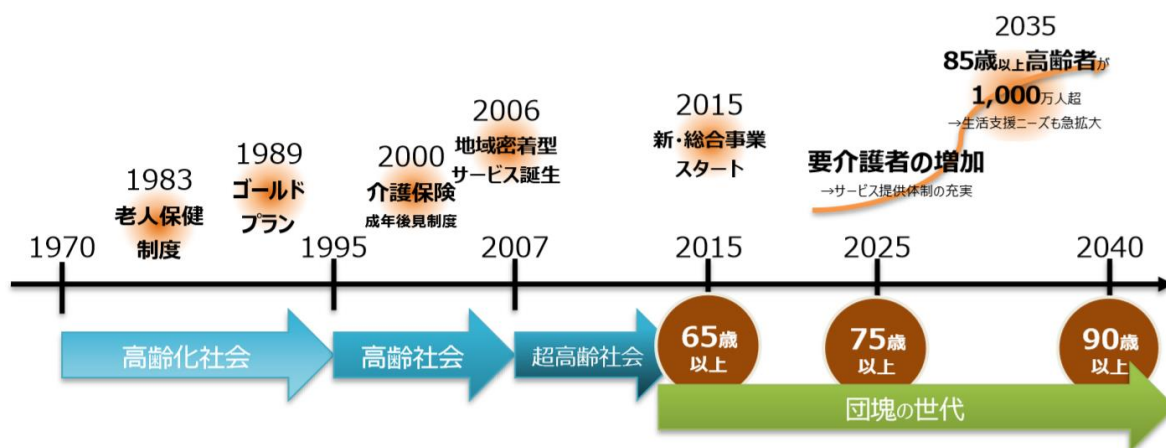 2035
85歳以上高齢者が
1,000万人超
→生活支援ニーズも急拡大
2006
地域密着型
サービス誕生
2015
新・総合事業
スタート
1989
ゴールド
プラン
2000
介護保険
成年後見制度
要介護者の増加
→サービス提供体制の充実
1983
老人保健
制度
1970
1995
2007
2015
2025
2040
高齢化社会
高齢社会
超高齢社会
65歳
以上
75歳
以上
90歳
以上
団塊の世代